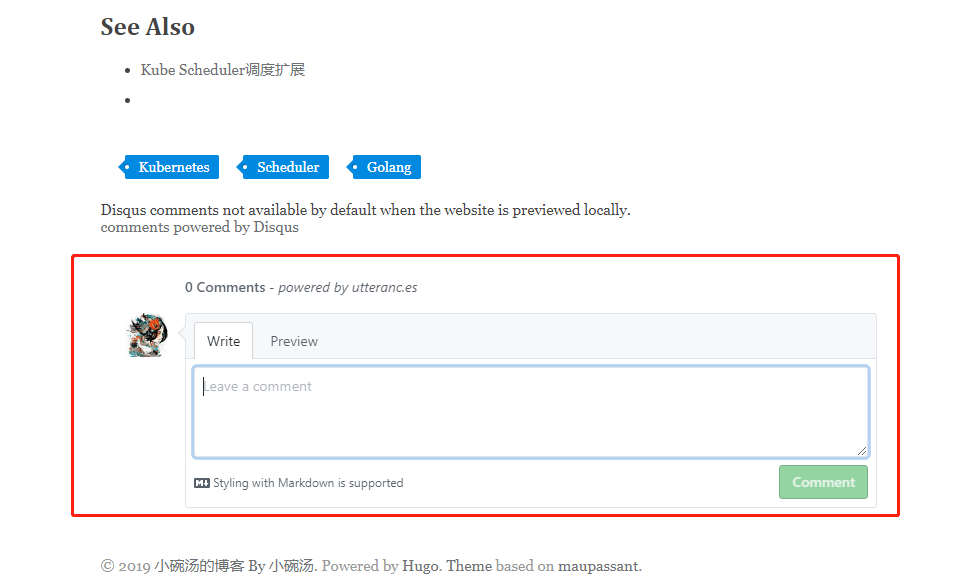 See Also
Kube Scheduler调度扩展
Kubernetes Scheduler Golang
Disqus comments not available by default when the website is previewed locally.
comments powered by Disqus
0 Comments - powered by utteranc.es
Write Preview
Leave a comment
Styling with Markdown is supported
Comment
© 2019 小碗汤的博客 By 小碗汤. Powered by Hugo. Theme based on maupassant.